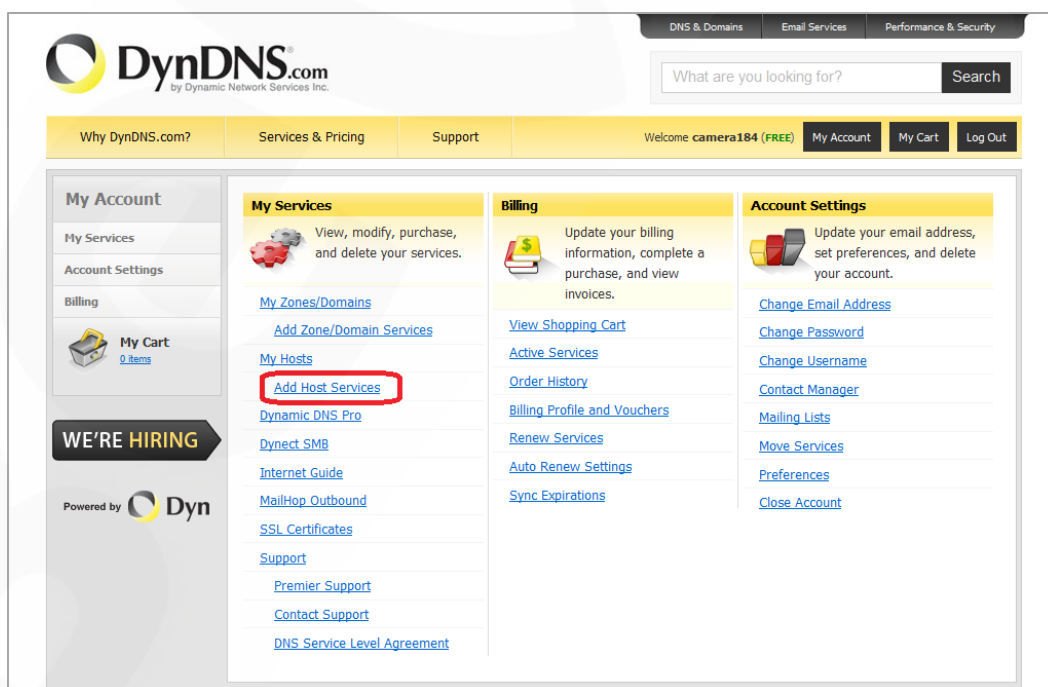 DNS & Domains
Email Services
Performance & Security
DynDNS.com
by Dynamic Network Services Inc.
What are you looking for?
Search
Why DynDNS.com?
Services & Pricing
Support
Welcome camera184 (FREE)
My Account
My Cart
Log Out
My Account
My Services
Account Settings
Billing
My Cart
0 items
WE'RE HIRING
Powered by Dyn
My Services
View, modify, purchase,
and delete your services.
My Zones/Domains
Add Zone/Domain Services
My Hosts
Add Host Services
Dynamic DNS Pro
Dynect SMB
Internet Guide
MailHop Outbound
SSL Certificates
Support
Premier Support
Contact Support
DNS Service Level Agreement
Billing
Update your billing
information, complete a
purchase, and view
invoices.
View Shopping Cart
Active Services
Order History
Billing Profile and Vouchers
Renew Services
Auto Renew Settings
Sync Expirations
Account Settings
Update your email address,
set preferences, and delete
your account.
Change Email Address
Change Password
Change Username
Contact Manager
Mailing Lists
Move Services
Preferences
Close Account